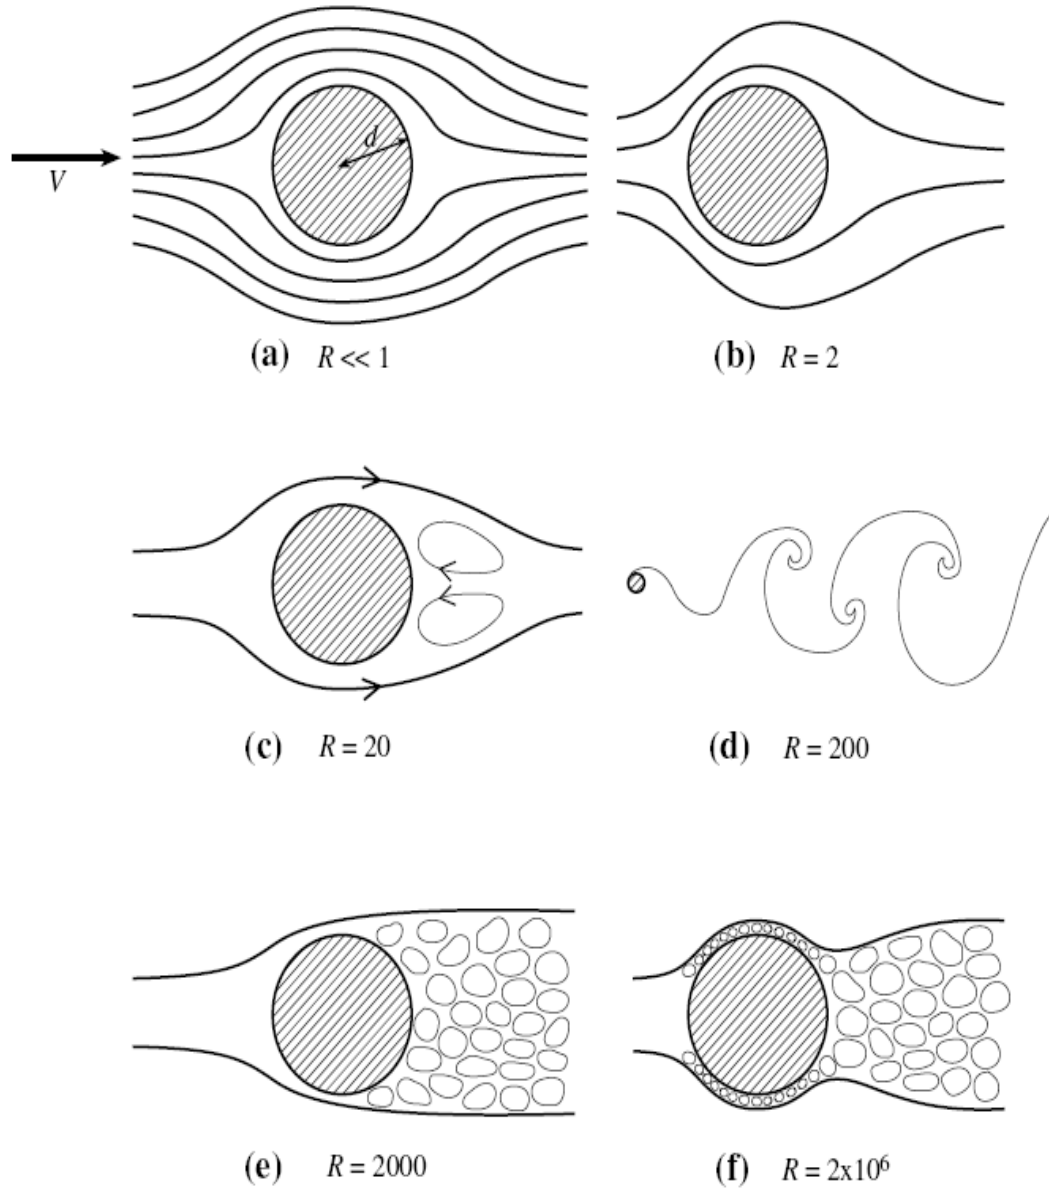 d
V
(a) R << 1
(b) R = 2
(c) R = 20
(d) R = 200
(e) R = 2000
(f) R = 2x10⁶